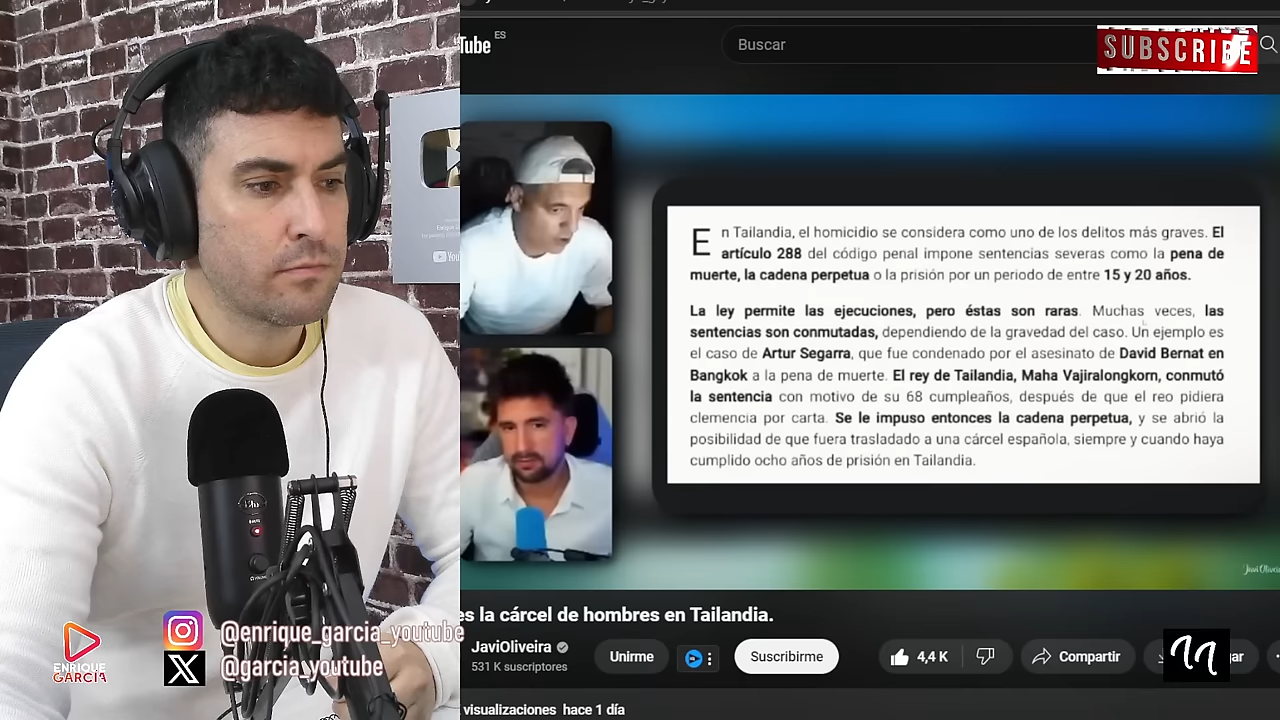 Tube ES
Buscar
SUBSCRIBE
En Tailandia, el homicidio se considera como uno de los delitos más graves. El
artículo 288 del código penal impone sentencias severas como la pena de
muerte, la cadena perpetua o la prisión por un periodo de entre 15 y 20 años.
La ley permite las ejecuciones, pero éstas son raras. Muchas veces, las
sentencias son conmutadas, dependiendo de la gravedad del caso. Un ejemplo es
el caso de Artur Segarra, que fue condenado por el asesinato de David Bernat en
Bangkok a la pena de muerte. El rey de Tailandia, Maha Vajiralongkorn, conmutó
la sentencia con motivo de su 68 cumpleaños, después de que el reo pidiera
clemencia por carta. Se le impuso entonces la cadena perpetua, y se abrió la
posibilidad de que fuera trasladado a una cárcel española, siempre y cuando haya
cumplido ocho años de prisión en Tailandia.
JaviOliveira
es la cárcel de hombres en Tailandia.
JaviOliveira
531 K suscriptores
Unirme
Suscribirme
4,4 K
Compartir
gar
visualizaciones hace 1 día
ENRIQUE
GARCÍA
@enrique_garcia_youtube
@garcia_youtube